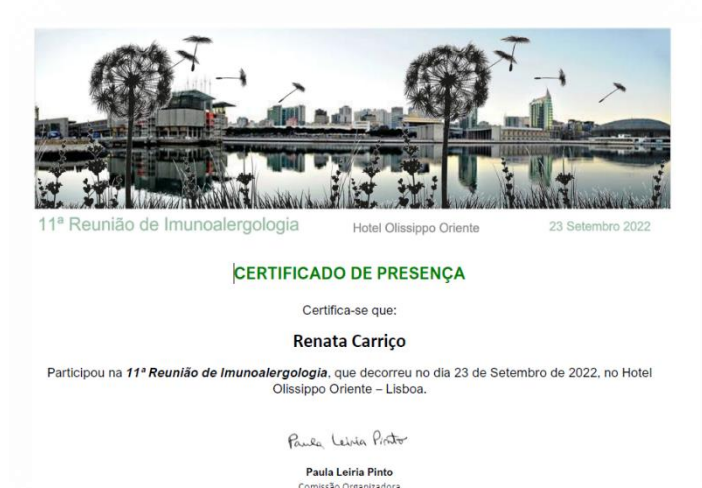 11ª Reunião de Imunoalergologia Hotel Olissippo Oriente 23 Setembro 2022
CERTIFICADO DE PRESENÇA
Certifica-se que:
Renata Carriço
Participou na 11ª Reunião de Imunoalergologia, que decorreu no dia 23 de Setembro de 2022, no Hotel
Olissippo Oriente – Lisboa.
Paula Leiria Pinto
Paula Leiria Pinto
Comissão Organizadora